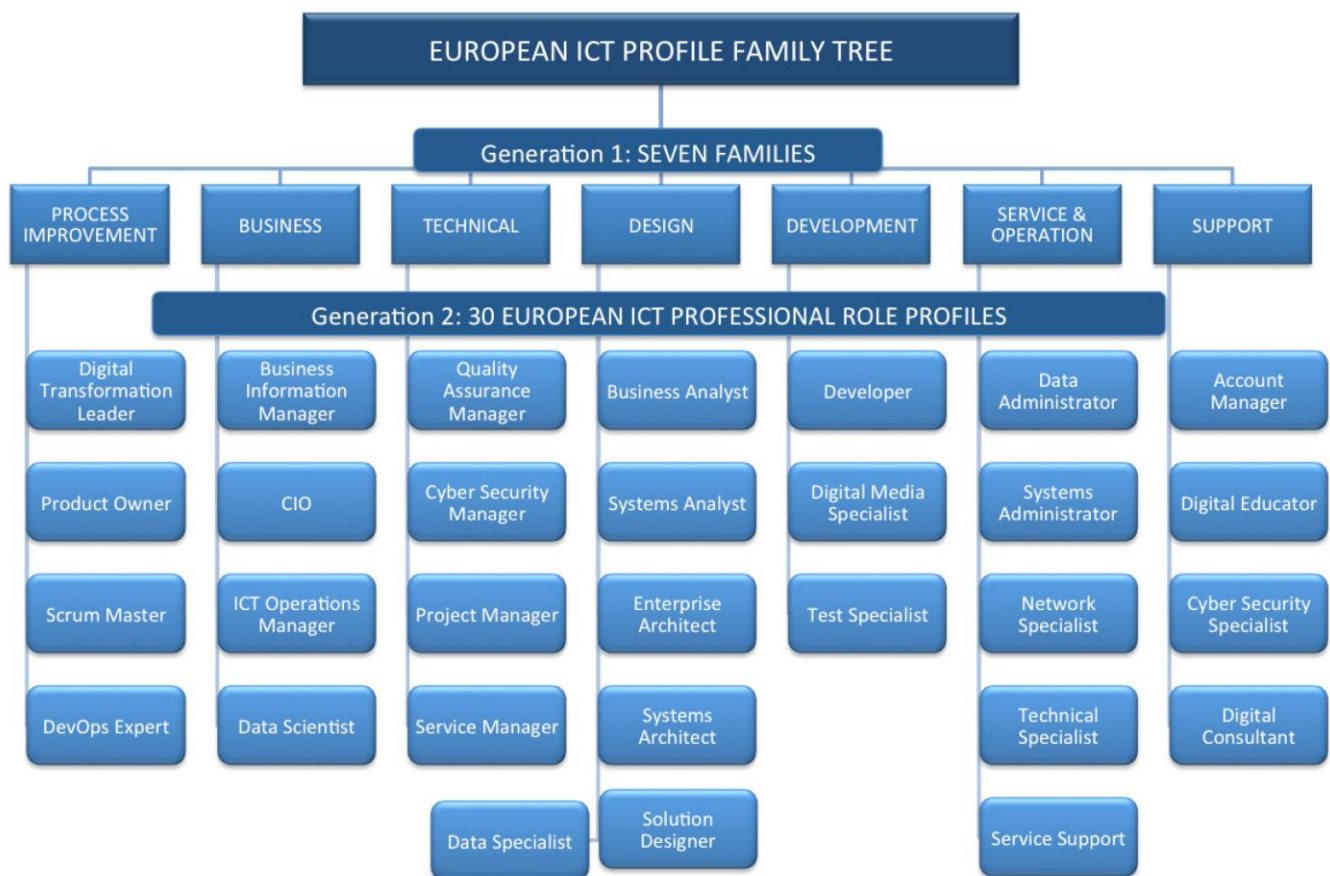 EUROPEAN ICT PROFILE FAMILY TREE
Generation 1: SEVEN FAMILIES
PROCESS
IMPROVEMENT
BUSINESS
TECHNICAL
DESIGN
DEVELOPMENT
SERVICE &
OPERATION
SUPPORT
Generation 2: 30 EUROPEAN ICT PROFESSIONAL ROLE PROFILES
Digital
Transformation
Leader
Business
Information
Manager
Quality
Assurance
Manager
Business Analyst
Developer
Data
Administrator
Account
Manager
Product Owner
CIO
Cyber Security
Manager
Systems Analyst
Digital Media
Specialist
Systems
Administrator
Digital Educator
Scrum Master
ICT Operations
Manager
Project Manager
Enterprise
Architect
Test Specialist
Network
Specialist
Cyber Security
Specialist
DevOps Expert
Data Scientist
Service Manager
Systems
Architect
Technical
Specialist
Digital
Consultant
Data Specialist
Solution
Designer
Service Support